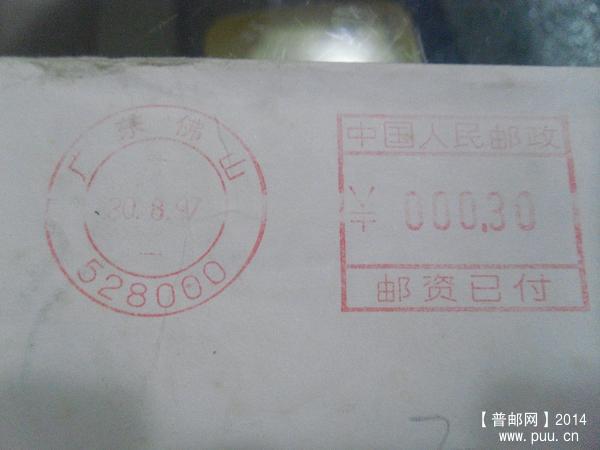 广东佛山
30.8.97
一
528000
中国人民邮政
¥ 000.30
邮资已付
【普邮网】2014
www.puu.cn